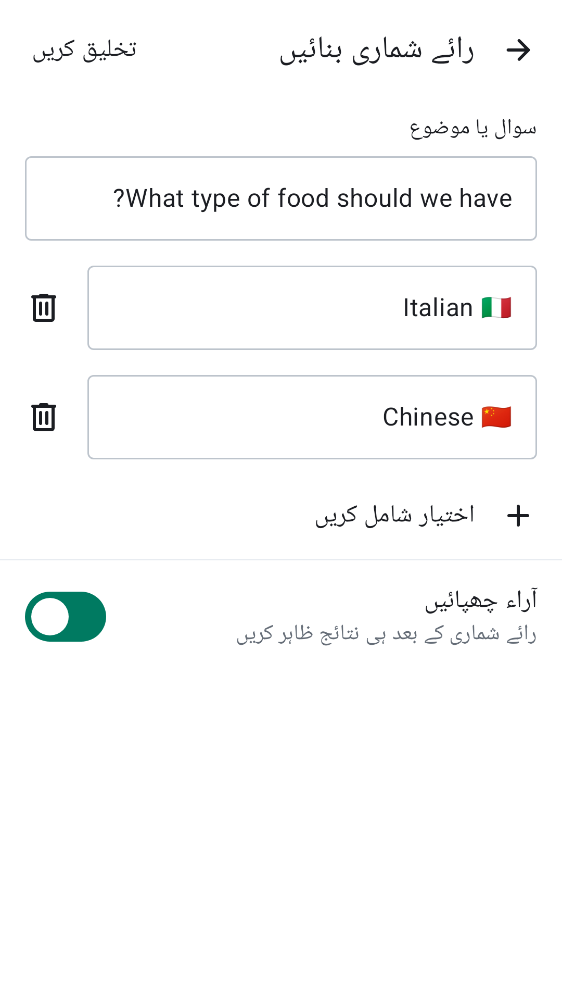 رائے شماری بنائیں
تخلیق کریں
سوال یا موضوع
What type of food should we have?
🇮🇹 Italian
🇨🇳 Chinese
اختیار شامل کریں
آراء چھپائیں
رائے شماری کے بعد ہی نتائج ظاہر کریں